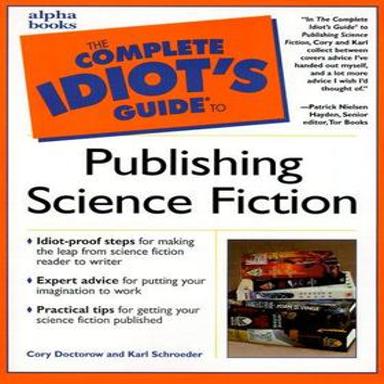 alpha
books
THE
COMPLETE
IDIOT'S
GUIDE® TO
"In The Complete
Idiot's Guide® to
Publishing Science
Fiction, Cory and Karl
collect between
covers advice I've
handed out myself,
and a lot more
advice I wish I'd
thought of."
—Patrick Nielsen
Hayden, Senior
editor, Tor Books
Publishing
Science Fiction
Idiot-proof steps for making
the leap from science fiction
reader to writer
Expert advice for putting your
imagination to work
Practical tips for getting your
science fiction published
JOAN D. VINGE
Cory Doctorow and Karl Schroeder